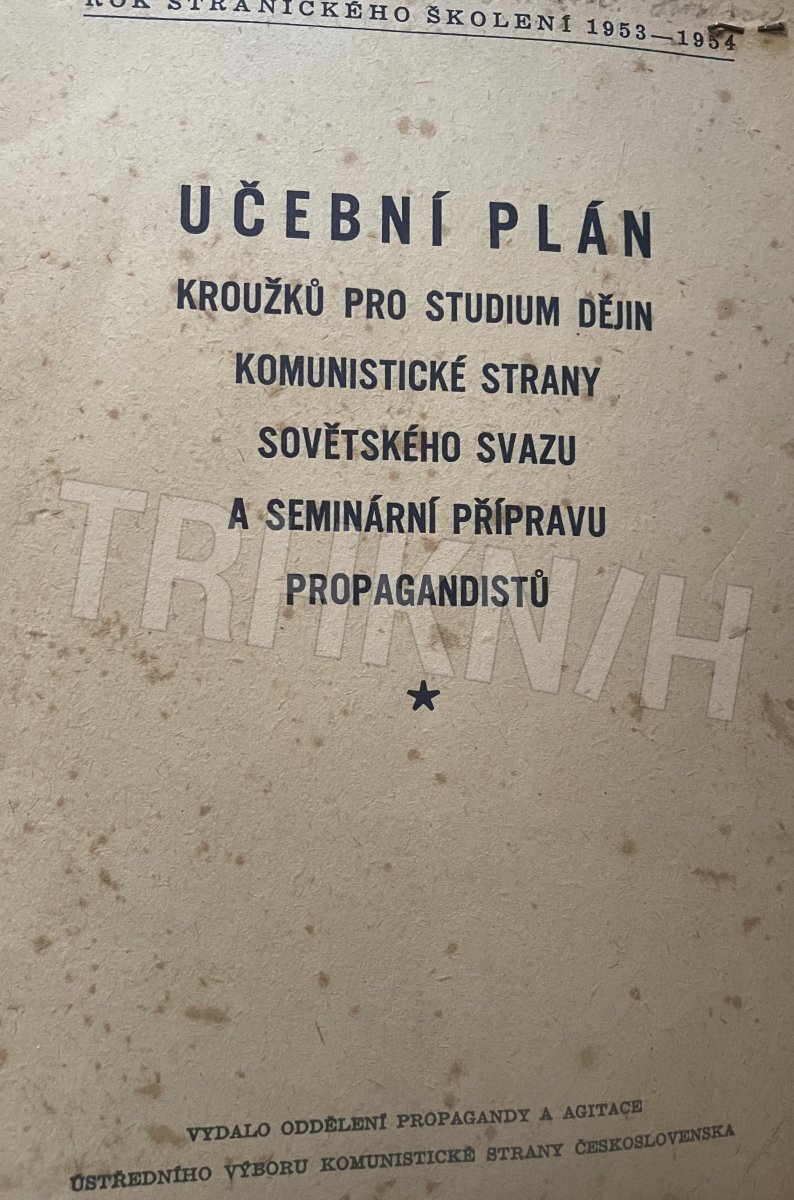 ROK STRANICKÉHO ŠKOLENÍ 1953—1954
UČEBNÍ PLÁN
KROUŽKŮ PRO STUDIUM DĚJIN
KOMUNISTICKÉ STRANY
SOVĚTSKÉHO SVAZU
A SEMINÁRNÍ PŘÍPRAVU
PROPAGANDISTŮ
TRHKN/H
VYDALO ODDĚLENÍ PROPAGANDY A AGITACE
ÚSTŘEDNÍHO VÝBORU KOMUNISTICKÉ STRANY ČESKOSLOVENSKA